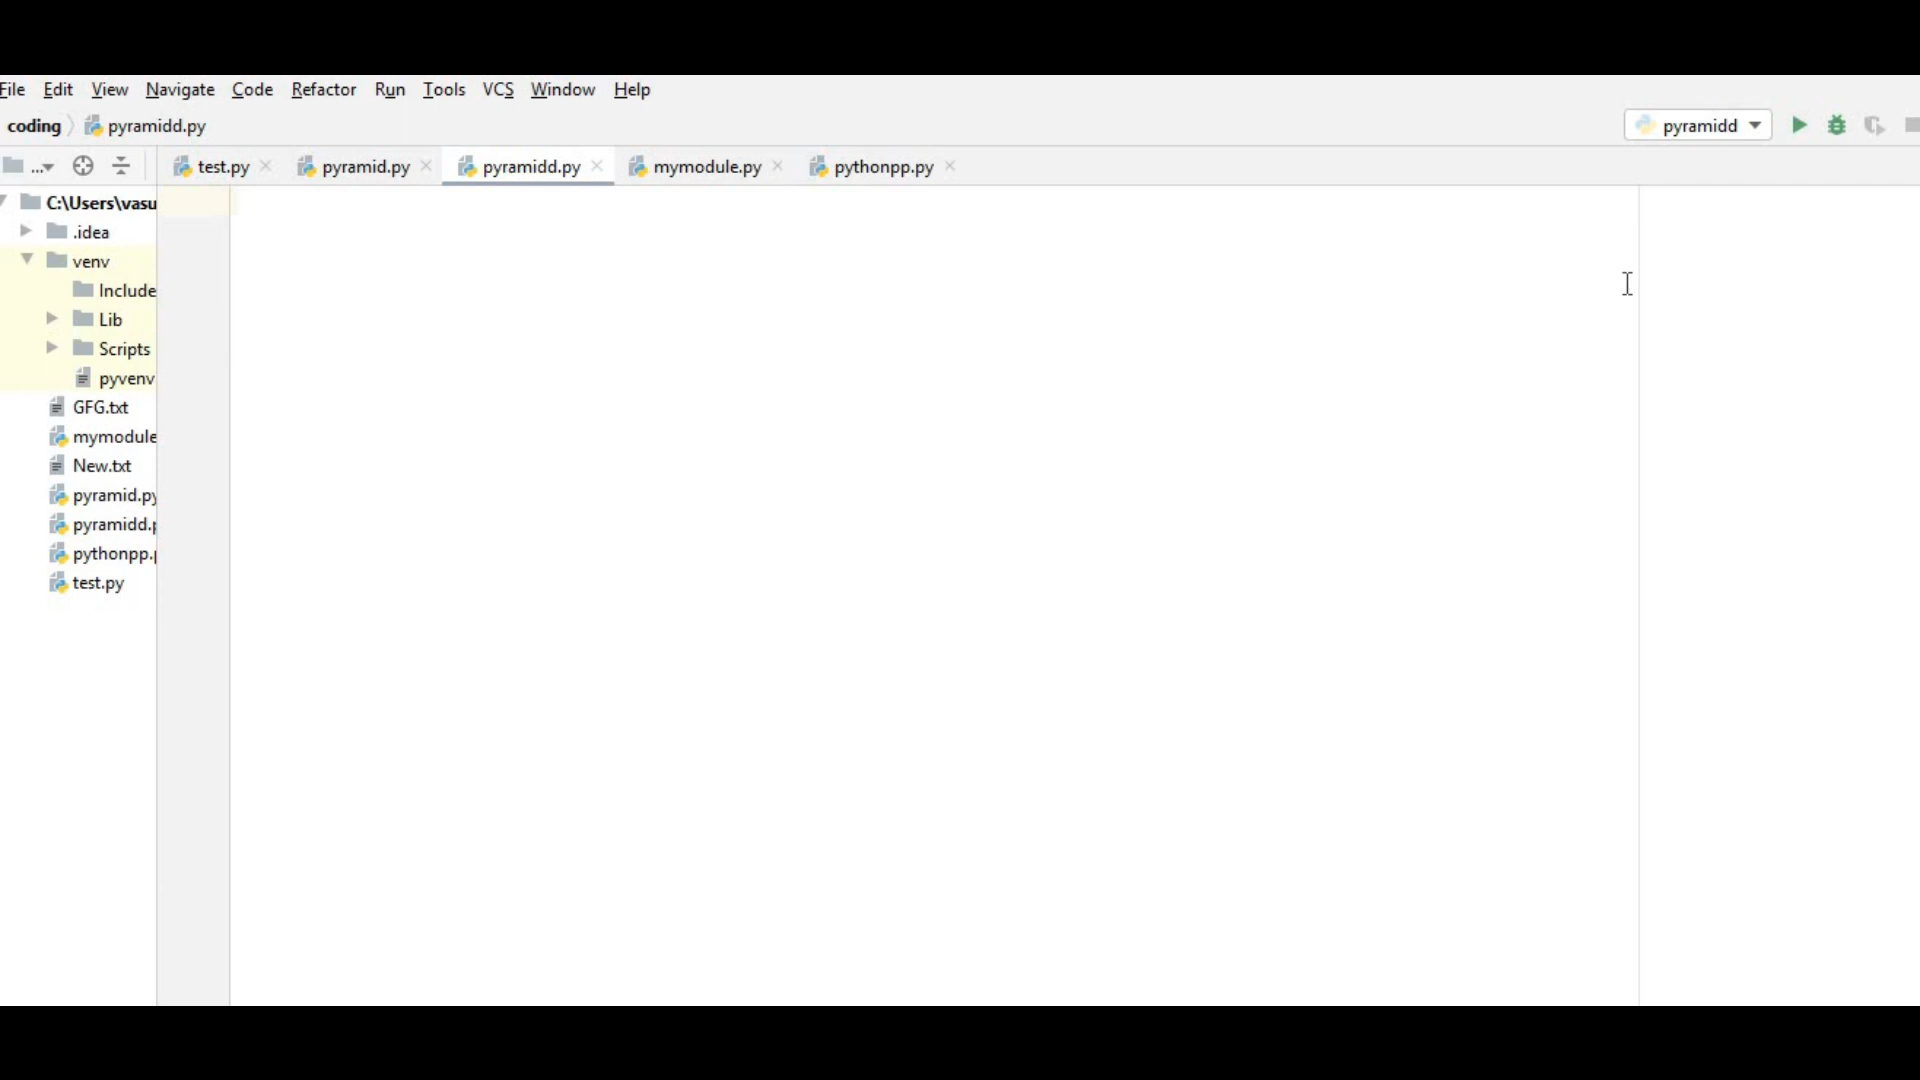 File Edit View Navigate Code Refactor Run Tools VCS Window Help
coding pyramidd.py pyramidd
... test.py pyramid.py pyramidd.py mymodule.py pythonpp.py
C:\Users\vasu
.idea
venv
Include
Lib
Scripts
pyvenv
GFG.txt
mymodule
New.txt
pyramid.py
pyramidd.p
pythonpp.p
test.py